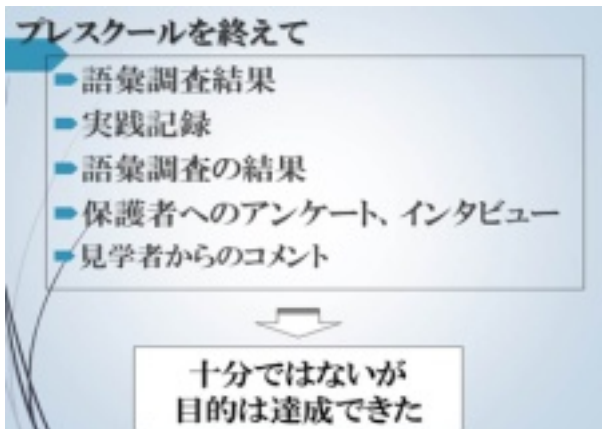 プレスクールを終えて
語彙調査結果
実践記録
語彙調査の結果
保護者へのアンケート、インタビュー
見学者からのコメント
十分ではないが
目的は達成できた